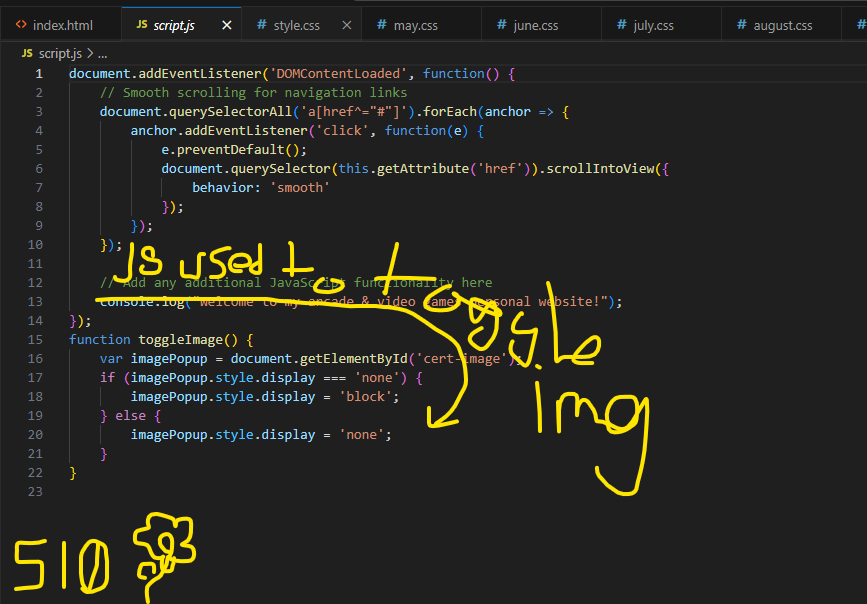 index.html JS script.js × # style.css × # may.css # june.css # july.css # august.css #
JS script.js > ...
1 document.addEventListener('DOMContentLoaded', function() {
2 // Smooth scrolling for navigation links
3 document.querySelectorAll('a[href^="#"]').forEach(anchor => {
4 anchor.addEventListener('click', function(e) {
5 e.preventDefault();
6 document.querySelector(this.getAttribute('href')).scrollIntoView({
7 behavior: 'smooth'
8 });
9 });
10 });
11
JS used to toggle
img
12 // Add any additional JavaScript functionality here
13 console.log("Welcome to my arcade & video games personal website!");
14 });
15 function toggleImage() {
16 var imagePopup = document.getElementById('cert-image');
17 if (imagePopup.style.display === 'none') {
18 imagePopup.style.display = 'block';
19 } else {
20 imagePopup.style.display = 'none';
21 }
22 }
23
510